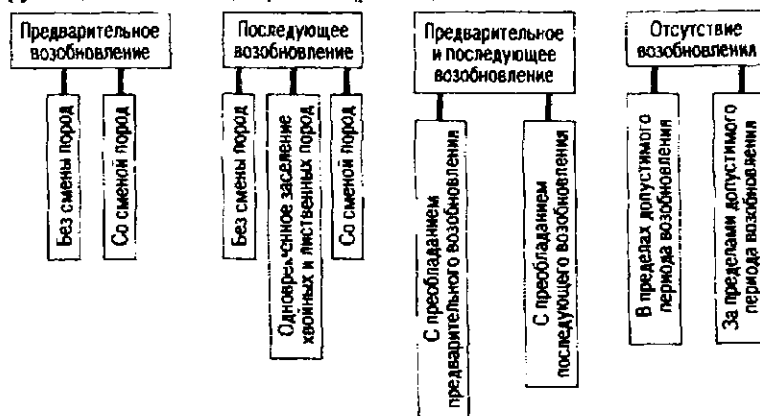 Предварительное
возобновление
Без смены пород
Со сменой пород
Последующее
возобновление
Без смены пород
Одновременное заселение
хвойных и лиственных пород
Со сменой пород
Предварительное
и последующее
возобновление
С преобладанием
предварительного возобновления
С преобладанием
последующего возобновления
Отсутствие
возобновления
В пределах допустимого
периода возобновления
За пределами допустимого
периода возобновления